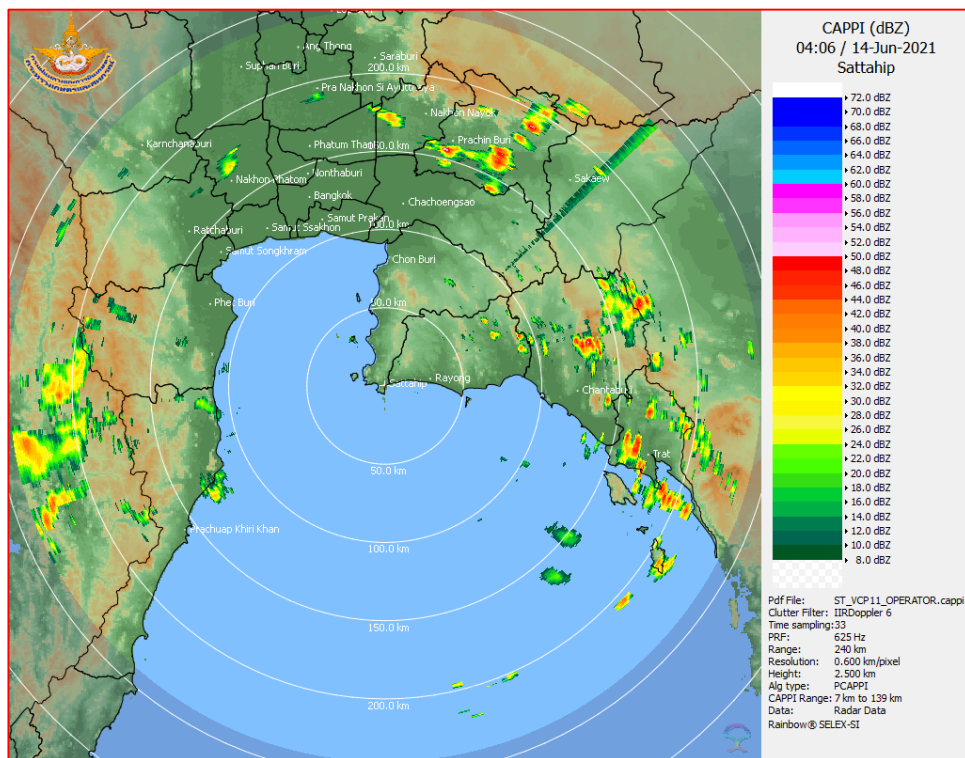 CAPPI (dBZ)
04:06 / 14-Jun-2021
Sattahip
72.0 dBZ
70.0 dBZ
68.0 dBZ
66.0 dBZ
64.0 dBZ
62.0 dBZ
60.0 dBZ
58.0 dBZ
56.0 dBZ
54.0 dBZ
52.0 dBZ
50.0 dBZ
48.0 dBZ
46.0 dBZ
44.0 dBZ
42.0 dBZ
40.0 dBZ
38.0 dBZ
36.0 dBZ
34.0 dBZ
32.0 dBZ
30.0 dBZ
28.0 dBZ
26.0 dBZ
24.0 dBZ
22.0 dBZ
20.0 dBZ
18.0 dBZ
16.0 dBZ
14.0 dBZ
12.0 dBZ
10.0 dBZ
8.0 dBZ
Pdf File: ST_VCP11_OPERATOR.cappi
Clutter Filter: IIRDoppler 6
Time sampling:33
PRF: 625 Hz
Range: 240 km
Resolution: 0.600 km/pixel
Height: 2.500 km
Alg type: PCAPPI
CAPPI Range: 7 km to 139 km
Data: Radar Data
Rainbow® SELEX-SI
Ang Thong
Saraburi
Suphan Buri
200.0 km
Pra Nakhon Si Ayuttaya
Nakhon Nayok
Karnchanaburi
Phatum Thani
150.0 km
Prachin Buri
Nonthaburi
Nakhon Phatom
Sakaew
Bangkok
Chachoengsao
Samut Prakan
Ratchaburi
Samut Ssakhon
100.0 km
Samut Songkhram
Chon Buri
Phet Buri
50.0 km
Sattahip
Rayong
Chantaburi
Trat
50.0 km
Prachuap Khiri Khan
100.0 km
150.0 km
200.0 km